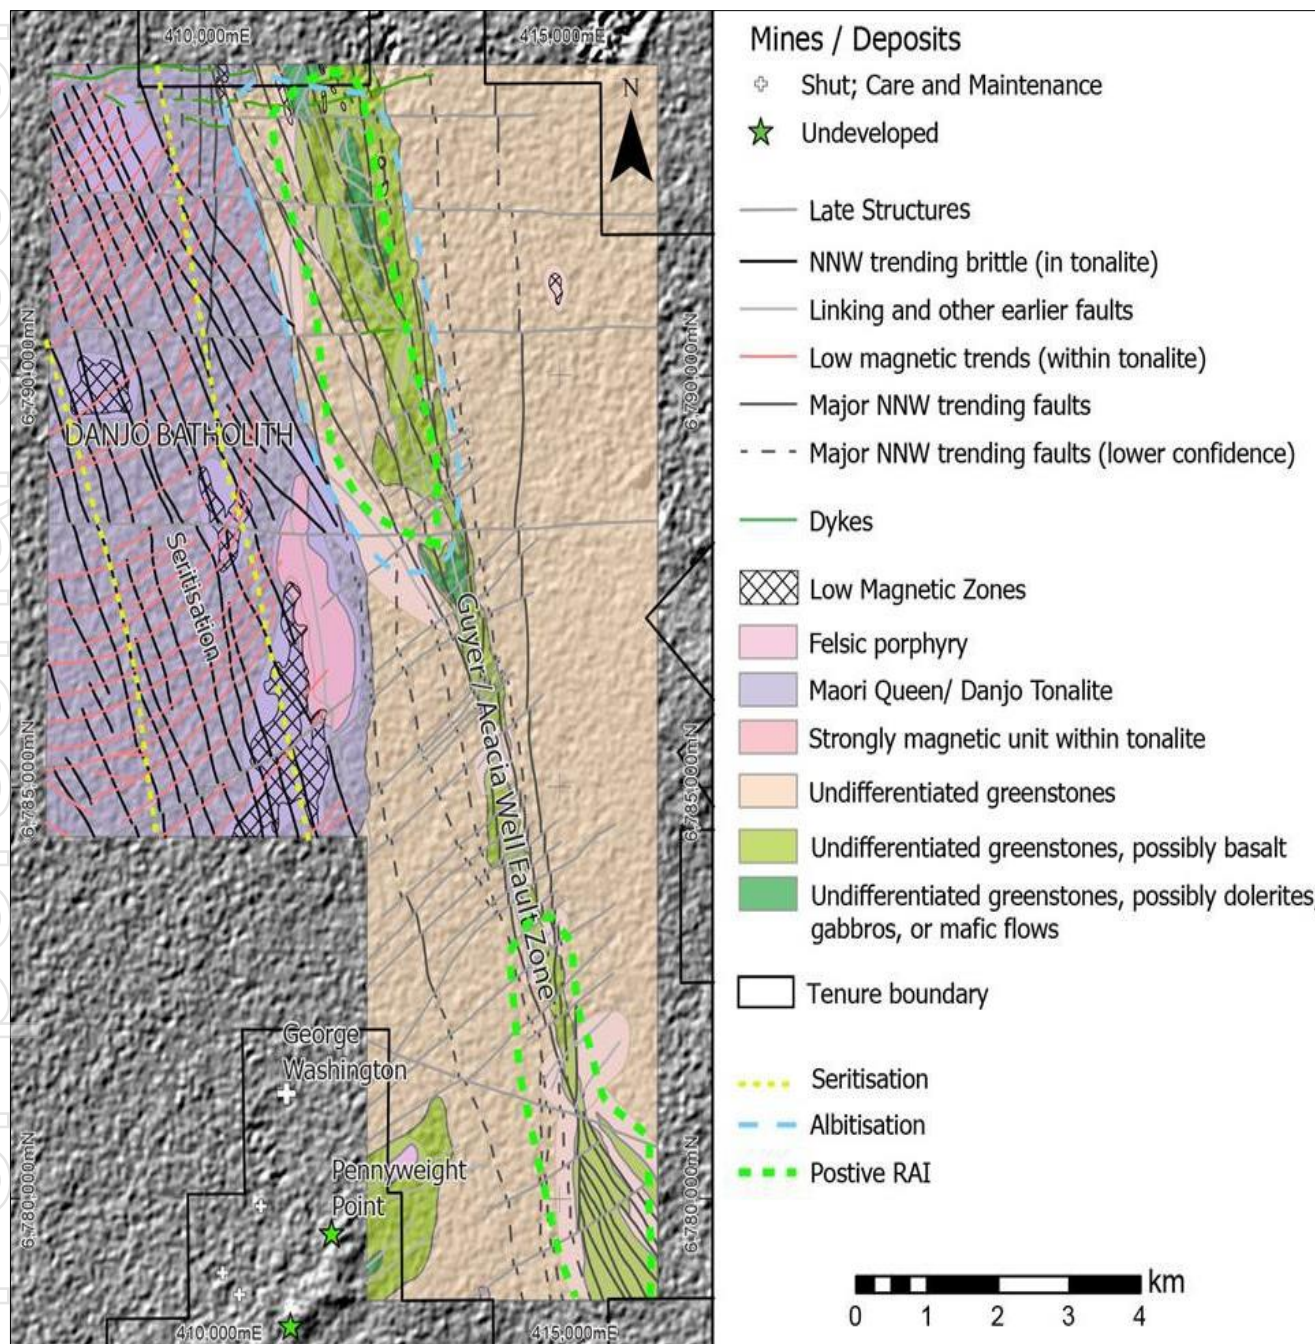 410,000mE
415,000mE
N
6,790,000mN
6,790,000mN
DANJO BATHOLITH
Seritisation
Guyer / Acacia Well Fault Zone
6,785,000mN
6,785,000mN
George
Washington
Pennyweight
Point
6,780,000mN
6,780,000mN
410,000mE
415,000mE
Mines / Deposits
Shut; Care and Maintenance
Undeveloped
Late Structures
NNW trending brittle (in tonalite)
Linking and other earlier faults
Low magnetic trends (within tonalite)
Major NNW trending faults
Major NNW trending faults (lower confidence)
Dykes
Low Magnetic Zones
Felsic porphyry
Maori Queen/ Danjo Tonalite
Strongly magnetic unit within tonalite
Undifferentiated greenstones
Undifferentiated greenstones, possibly basalt
Undifferentiated greenstones, possibly dolerites,
gabbros, or mafic flows
Tenure boundary
Seritisation
Albitisation
Postive RAI
km
0 1 2 3 4